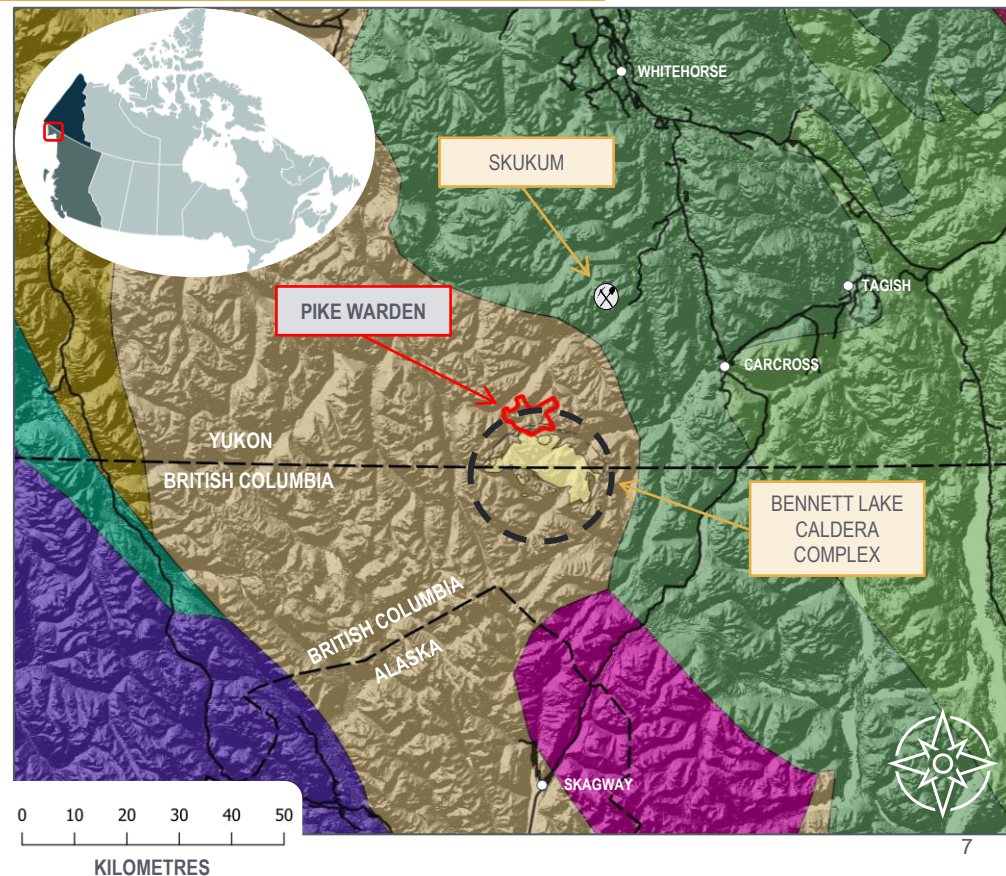 WHITEHORSE
SKUKUM
TAGISH
PIKE WARDEN
CARCROSS
YUKON
BRITISH COLUMBIA
BENNETT LAKE
CALDERA
COMPLEX
BRITISH COLUMBIA
ALASKA
SKAGWAY
0 10 20 30 40 50
KILOMETRES
7